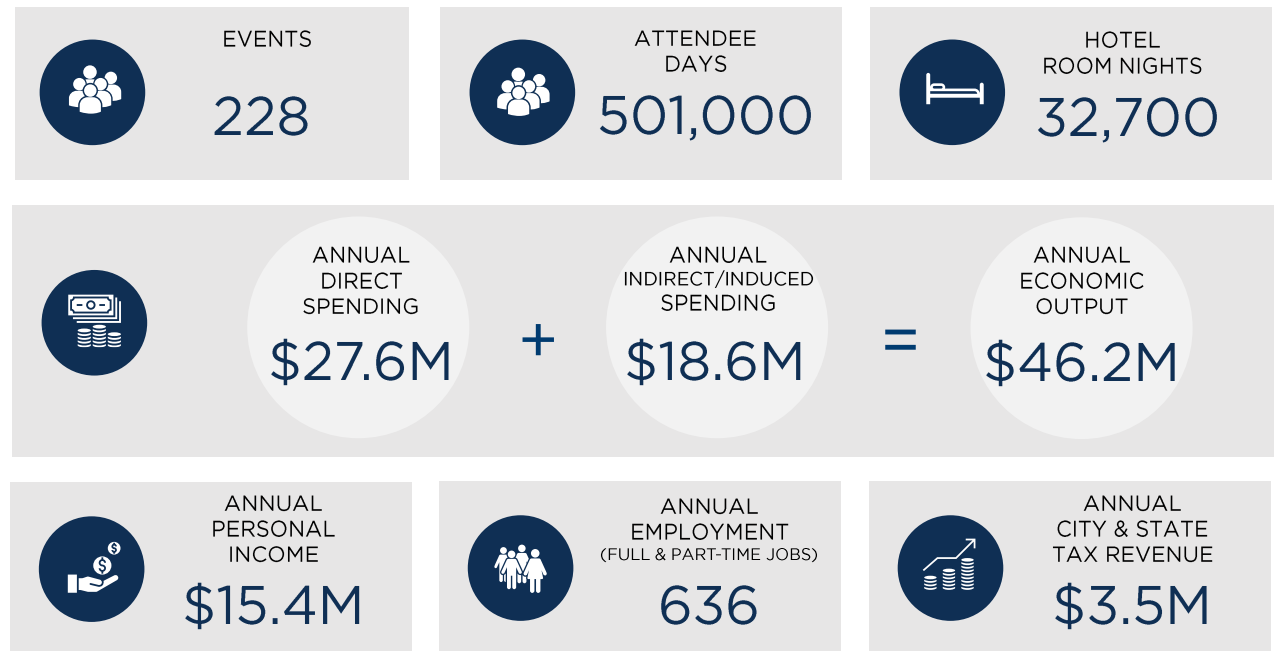 EVENTS
228
ATTENDEE
DAYS
501,000
HOTEL
ROOM NIGHTS
32,700
ANNUAL
DIRECT
SPENDING
$27.6M
+
ANNUAL
INDIRECT/INDUCED
SPENDING
$18.6M
=
ANNUAL
ECONOMIC
OUTPUT
$46.2M
ANNUAL
PERSONAL
INCOME
$15.4M
ANNUAL
EMPLOYMENT
(FULL & PART-TIME JOBS)
636
ANNUAL
CITY & STATE
TAX REVENUE
$3.5M